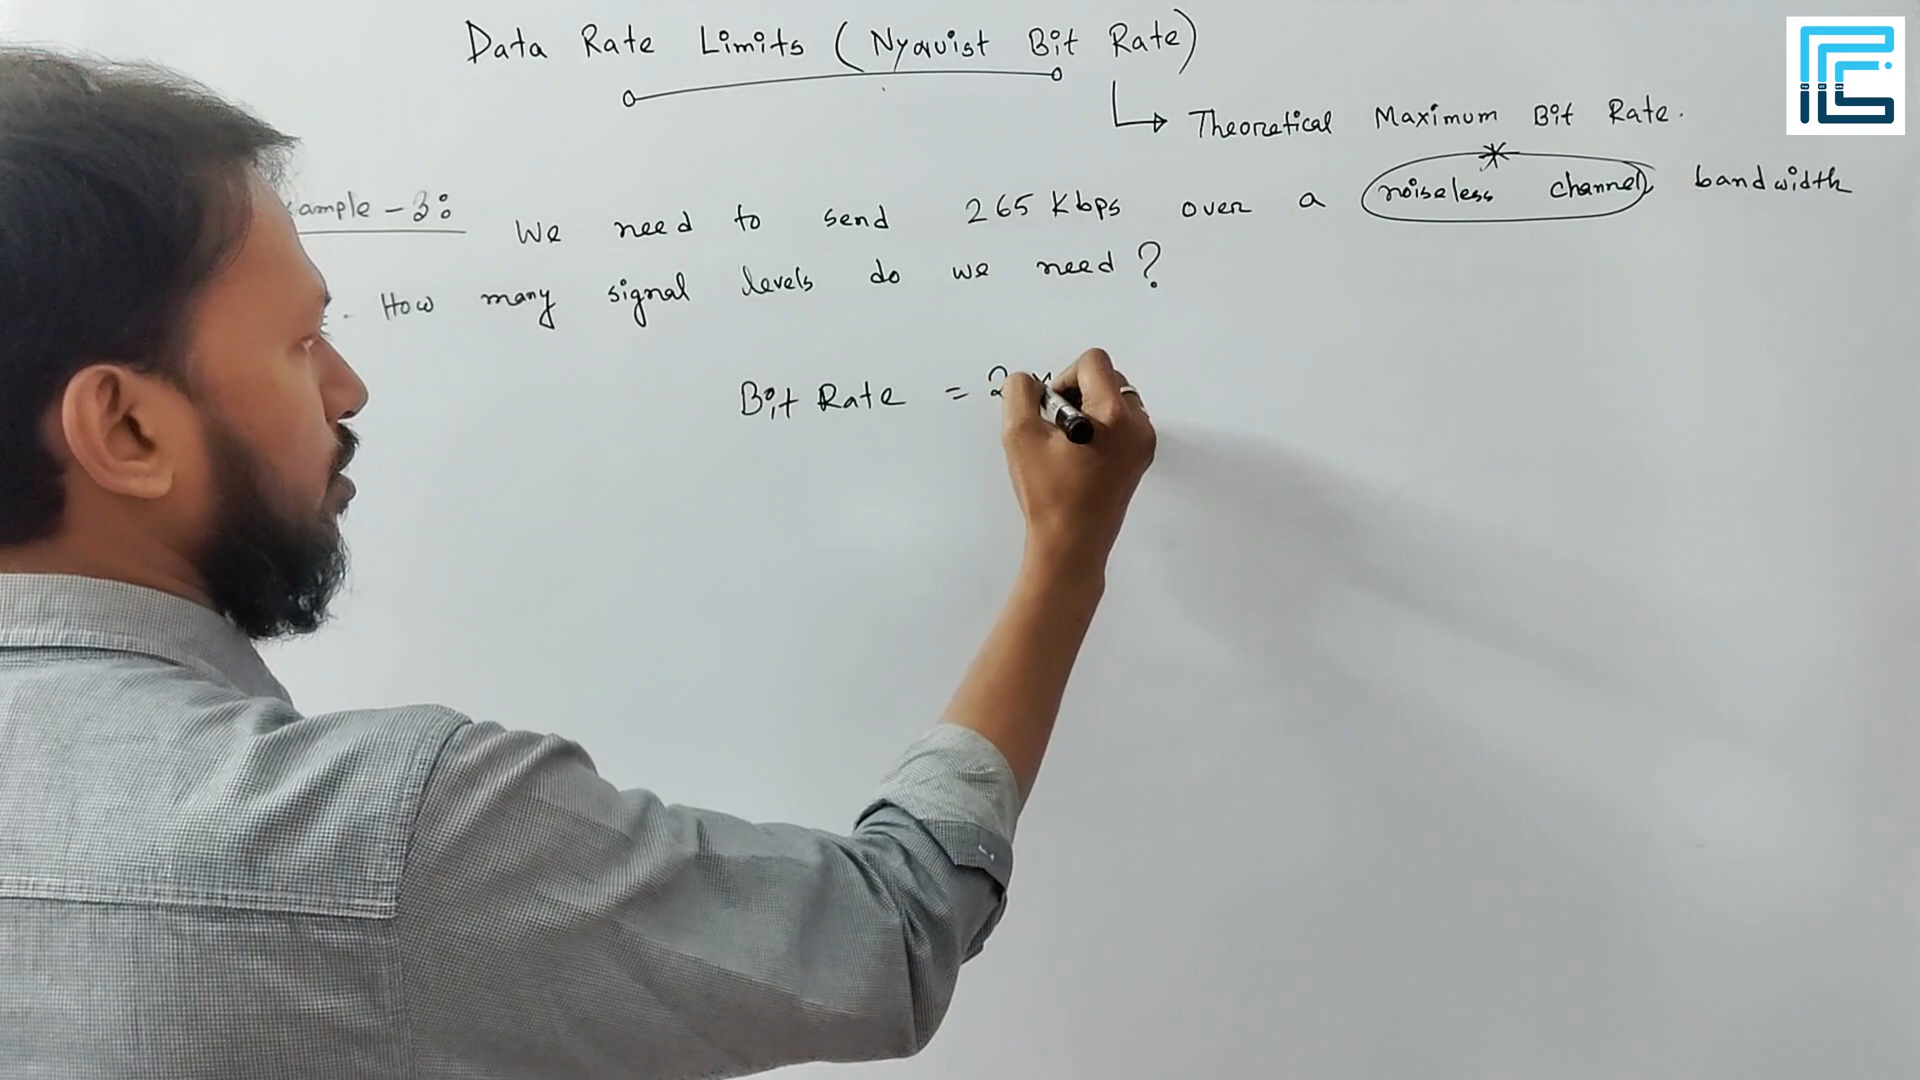 Data Rate Limits (Nyquist Bit Rate)
Theoretical Maximum Bit Rate.
ample - 3: We need to send 265 Kbps over a noiseless channel bandwidth
. How many signal levels do we need?
Bit Rate = 2 x